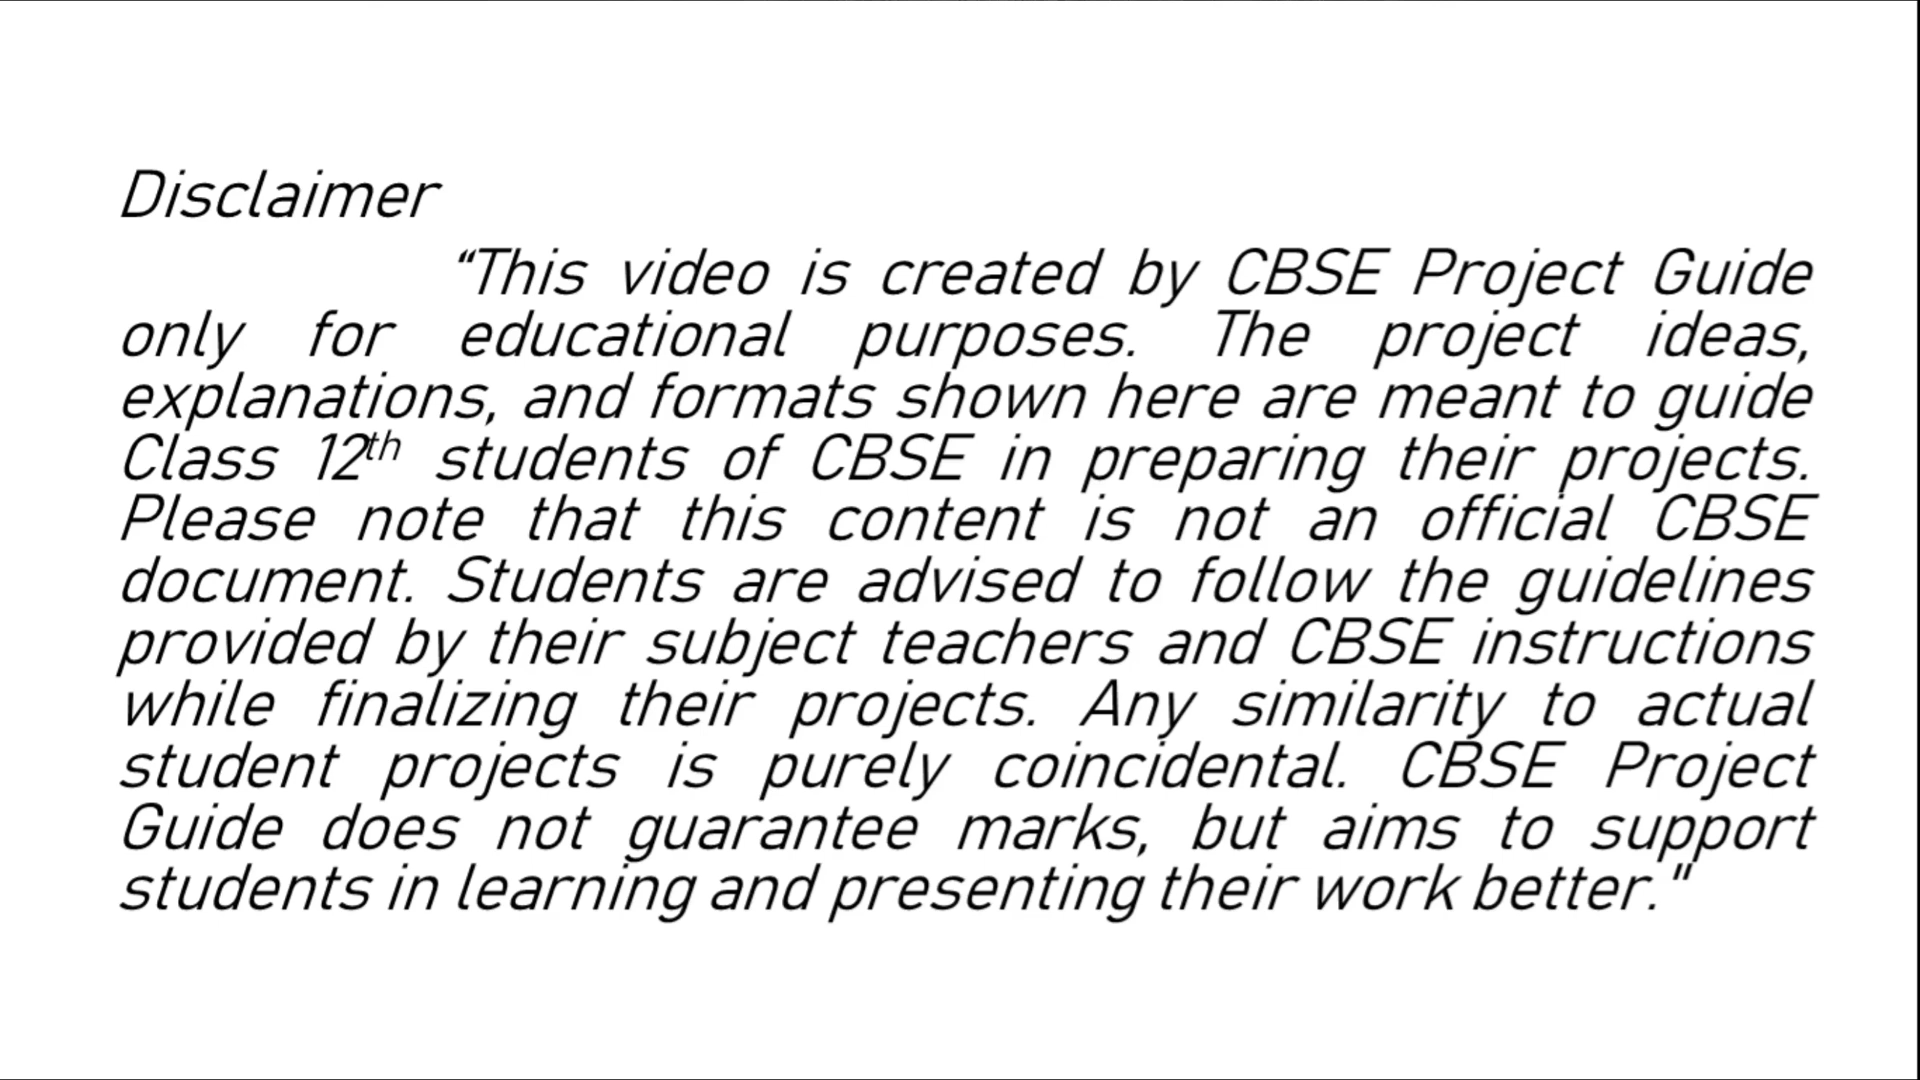 Disclaimer
“This video is created by CBSE Project Guide
only for educational purposes. The project ideas,
explanations, and formats shown here are meant to guide
Class 12th students of CBSE in preparing their projects.
Please note that this content is not an official CBSE
document. Students are advised to follow the guidelines
provided by their subject teachers and CBSE instructions
while finalizing their projects. Any similarity to actual
student projects is purely coincidental. CBSE Project
Guide does not guarantee marks, but aims to support
students in learning and presenting their work better."